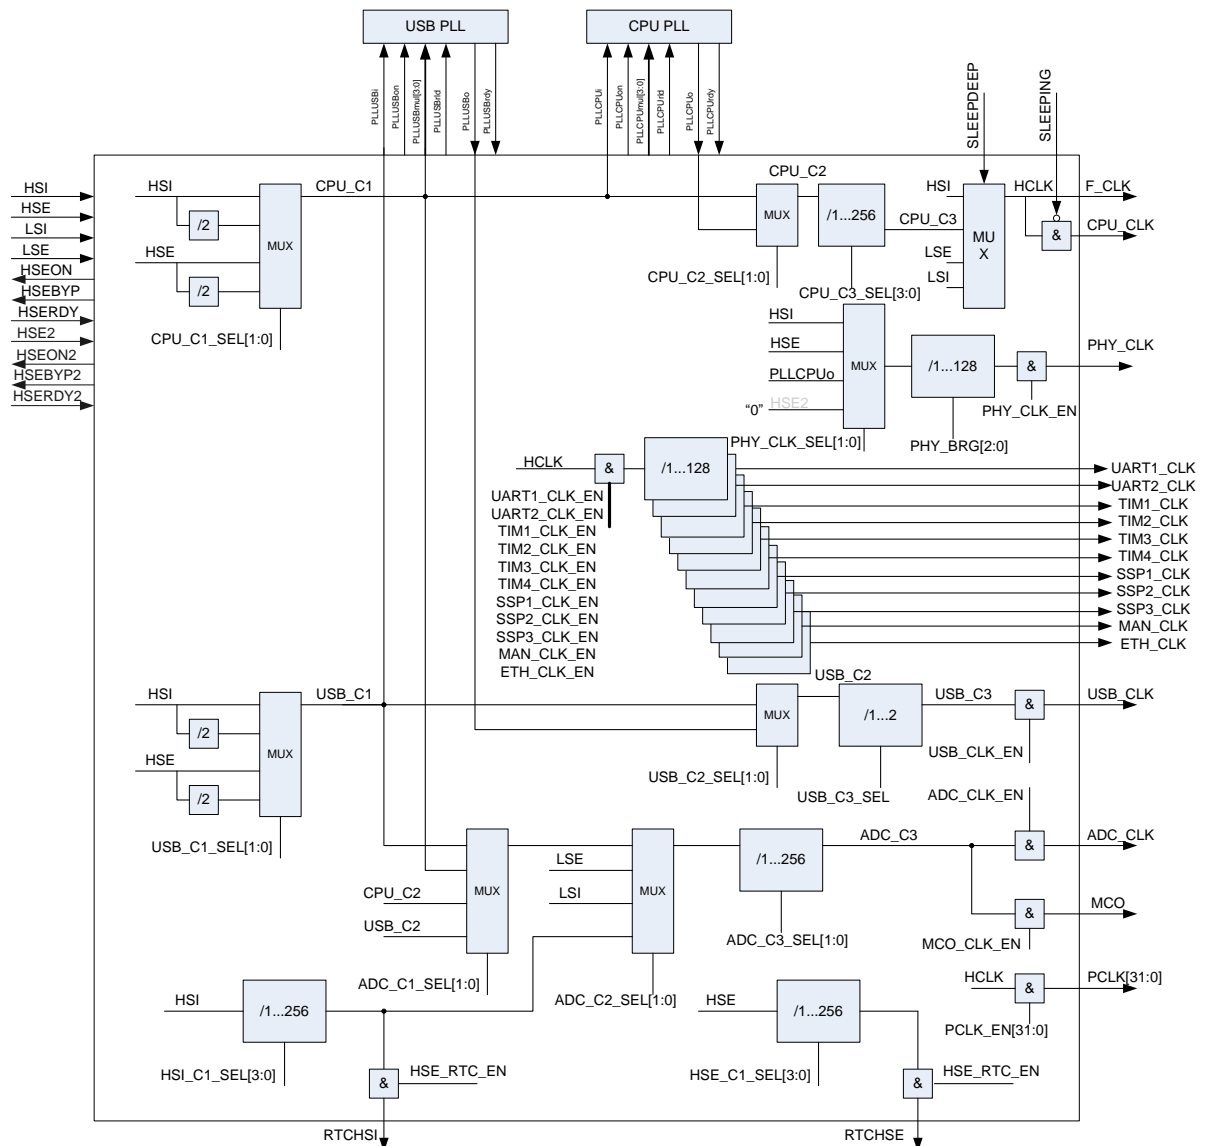 USB PLL
CPU PLL
PLLUSBi
PLLUSBon
PLLUSBmul[3:0]
PLLUSBrld
PLLUSBo
PLLUSBrdy
PLLCPUi
PLLCPUon
PLLCPUmul[3:0]
PLLCPUrld
PLLCPUo
PLLCPUrdy
SLEEPDEEP
SLEEPING
HSI
HSE
LSI
LSE
HSEON
HSEBYP
HSERDY
HSE2
HSEON2
HSEBYP2
HSERDY2
HSI
/2
HSE
/2
MUX
CPU_C1
CPU_C1_SEL[1:0]
CPU_C2
MUX
CPU_C2_SEL[1:0]
/1...256
CPU_C3
CPU_C3_SEL[3:0]
HSI
LSE
LSI
MU
X
HCLK
F_CLK
&
CPU_CLK
HSI
HSE
PLLCPUo
"0"
HSE2
MUX
PHY_CLK_SEL[1:0]
/1...128
PHY_BRG[2:0]
&
PHY_CLK_EN
PHY_CLK
HCLK
&
/1...128
UART1_CLK_EN
UART2_CLK_EN
TIM1_CLK_EN
TIM2_CLK_EN
TIM3_CLK_EN
TIM4_CLK_EN
SSP1_CLK_EN
SSP2_CLK_EN
SSP3_CLK_EN
MAN_CLK_EN
ETH_CLK_EN
UART1_CLK
UART2_CLK
TIM1_CLK
TIM2_CLK
TIM3_CLK
TIM4_CLK
SSP1_CLK
SSP2_CLK
SSP3_CLK
MAN_CLK
ETH_CLK
HSI
/2
HSE
/2
MUX
USB_C1
USB_C1_SEL[1:0]
MUX
USB_C2
USB_C2_SEL[1:0]
/1...2
USB_C3_SEL
USB_C3
&
USB_CLK_EN
USB_CLK
CPU_C2
USB_C2
MUX
ADC_C1_SEL[1:0]
LSE
LSI
MUX
ADC_C2_SEL[1:0]
/1...256
ADC_C3_SEL[1:0]
ADC_C3
ADC_CLK_EN
&
ADC_CLK
&
MCO_CLK_EN
MCO
HCLK
&
PCLK_EN[31:0]
PCLK[31:0]
HSI
/1...256
HSI_C1_SEL[3:0]
&
HSE_RTC_EN
RTCHSI
HSE
/1...256
HSE_C1_SEL[3:0]
&
HSE_RTC_EN
RTCHSE